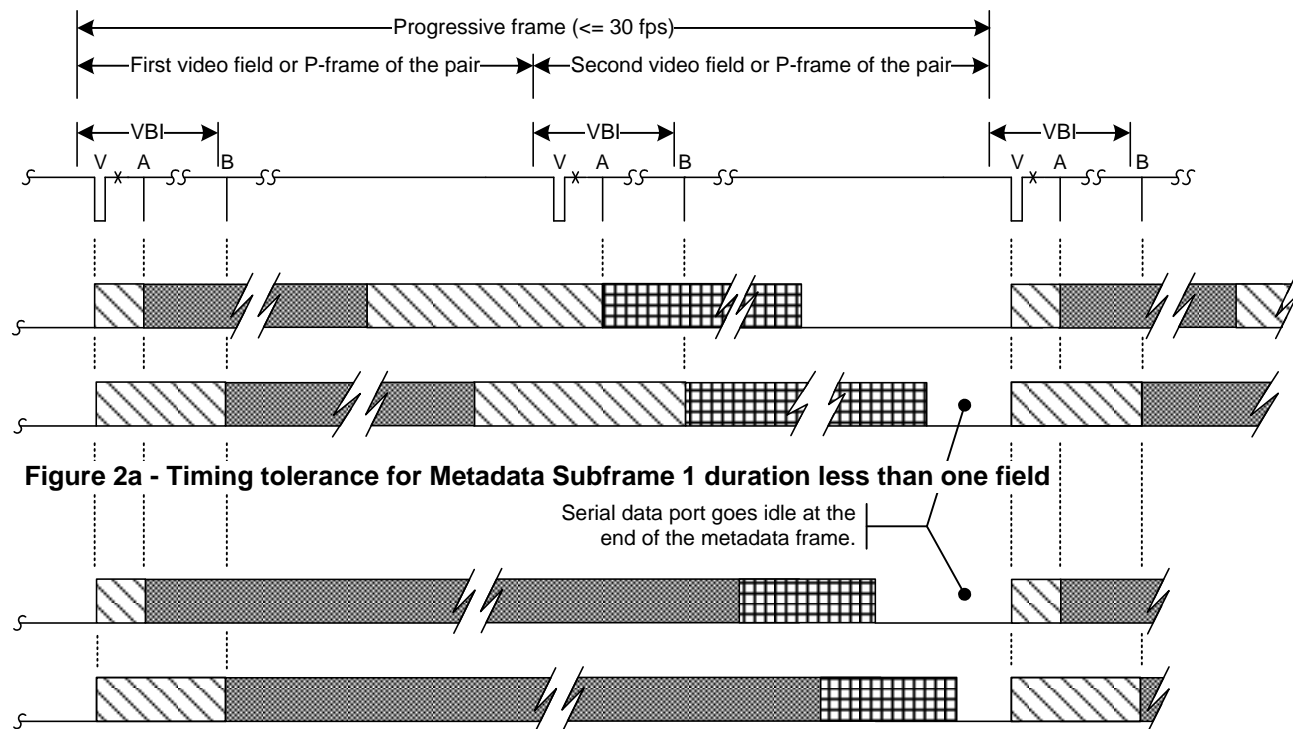 Progressive frame (<= 30 fps)
First video field or P-frame of the pair
Second video field or P-frame of the pair
VBI
VBI
VBI
V
A
B
V
A
B
V
A
B
Figure 2a - Timing tolerance for Metadata Subframe 1 duration less than one field
Serial data port goes idle at the
end of the metadata frame.